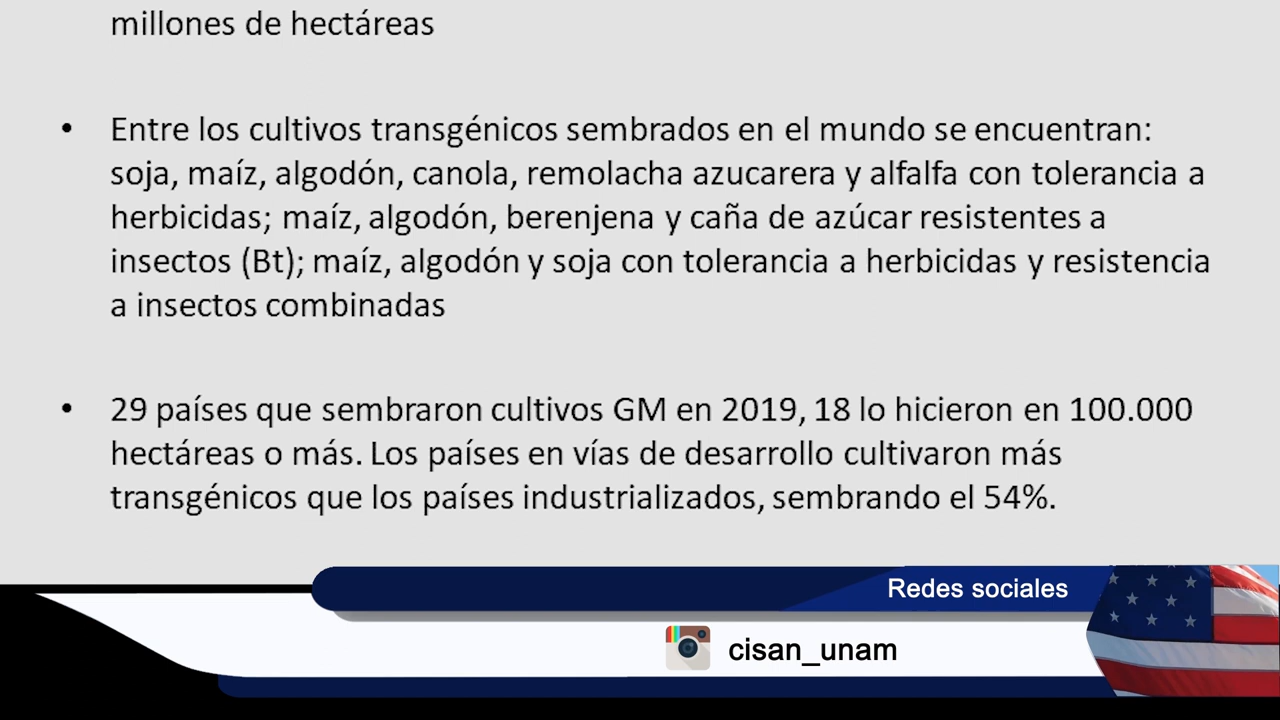 millones de hectáreas
• Entre los cultivos transgénicos sembrados en el mundo se encuentran:
soja, maíz, algodón, canola, remolacha azucarera y alfalfa con tolerancia a
herbicidas; maíz, algodón, berenjena y caña de azúcar resistentes a
insectos (Bt); maíz, algodón y soja con tolerancia a herbicidas y resistencia
a insectos combinadas
• 29 países que sembraron cultivos GM en 2019, 18 lo hicieron en 100.000
hectáreas o más. Los países en vías de desarrollo cultivaron más
transgénicos que los países industrializados, sembrando el 54%.
Redes sociales
cisan_unam